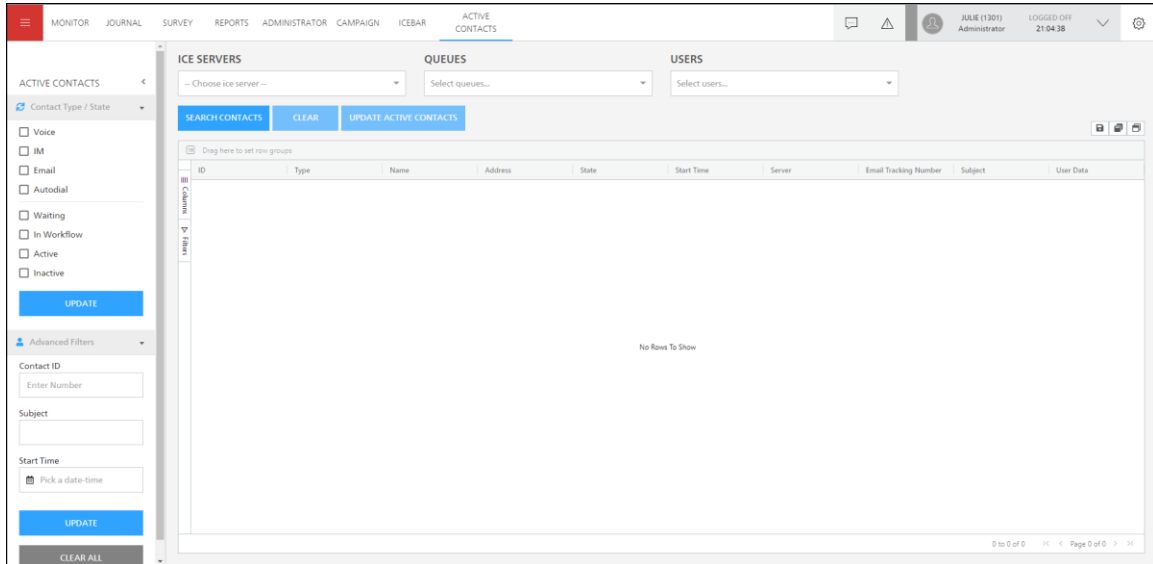 MONITOR JOURNAL SURVEY REPORTS ADMINISTRATOR CAMPAIGN ICEBAR ACTIVE CONTACTS
JULIE (1301)
Administrator
LOGGED OFF
21:04:38
ACTIVE CONTACTS
Contact Type / State
Voice
IM
Email
Autodial
Waiting
In Workflow
Active
Inactive
UPDATE
Advanced Filters
Contact ID
Enter Number
Subject
Start Time
Pick a date-time
UPDATE
CLEAR ALL
ICE SERVERS QUEUES USERS
-- Choose ice server -- Select queues... Select users...
SEARCH CONTACTS CLEAR UPDATE ACTIVE CONTACTS
Drag here to set row groups
ID Type Name Address State Start Time Server Email Tracking Number Subject User Data
Columns
Filters
No Rows To Show
0 to 0 of 0 Page 0 of 0